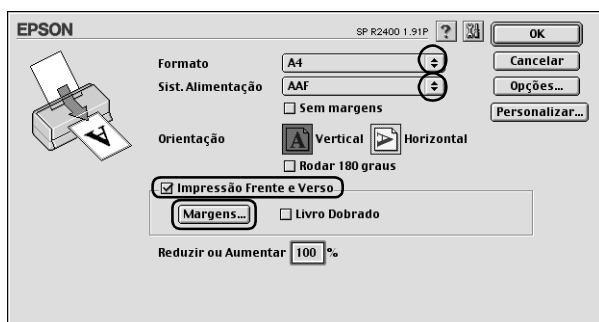 EPSON SP R2400 1.91P ? OK
Formato A4 Cancelar
Sist. Alimentação AAF Opções...
Sem margens Personalizar...
Orientação A Vertical A Horizontal
Rodar 180 graus
Impressão Frente e Verso
Margens... Livro Dobrado
Reduzir ou Aumentar 100 %
A